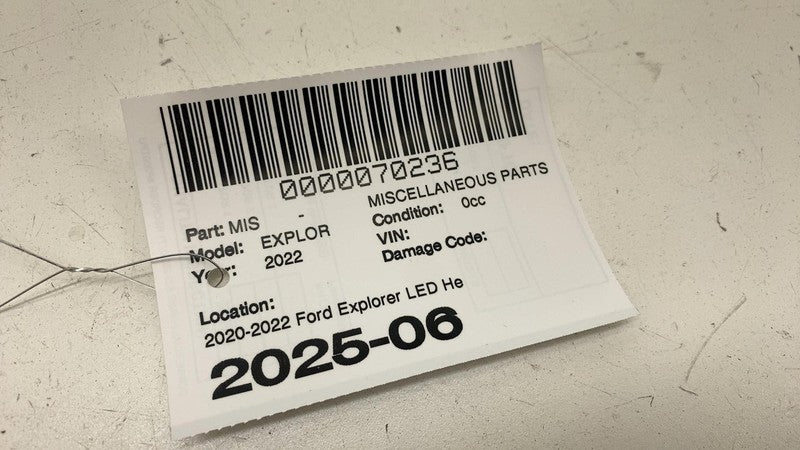 0000070236
Part: MIS - MISCELLANEOUS PARTS
Model: EXPLOR Condition: 0cc
Year: 2022 VIN:
Damage Code:
Location:
2020-2022 Ford Explorer LED He
2025-06